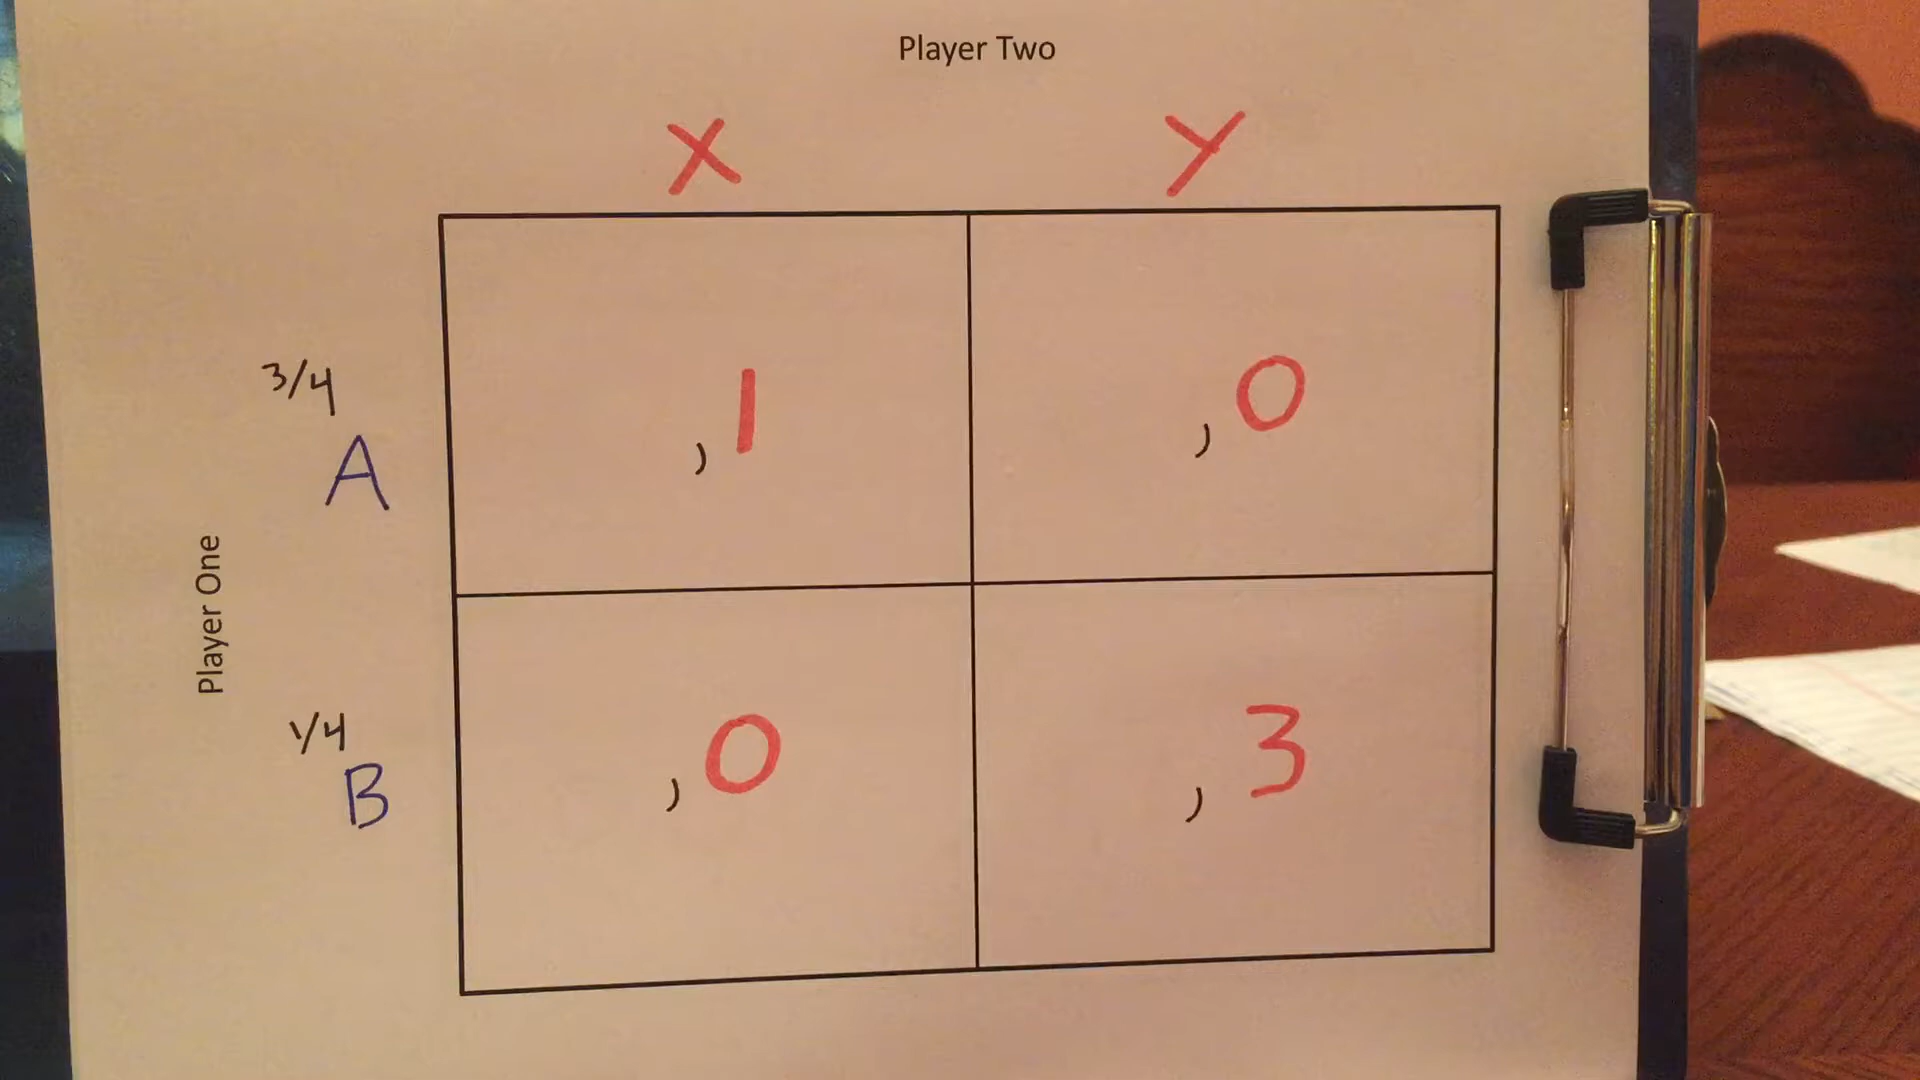 Player Two
X Y
3/4
A ,1 ,0
Player One
1/4
B ,0 ,3